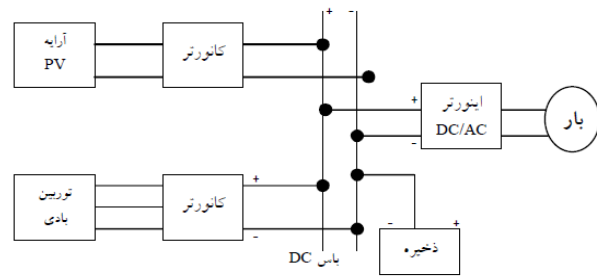 + -
آرایه
PV
کانورتر
+
اینورتر
DC/AC
-
بار
توربین
بادی
کانورتر
+
-
- +
ذخیره
باس DC